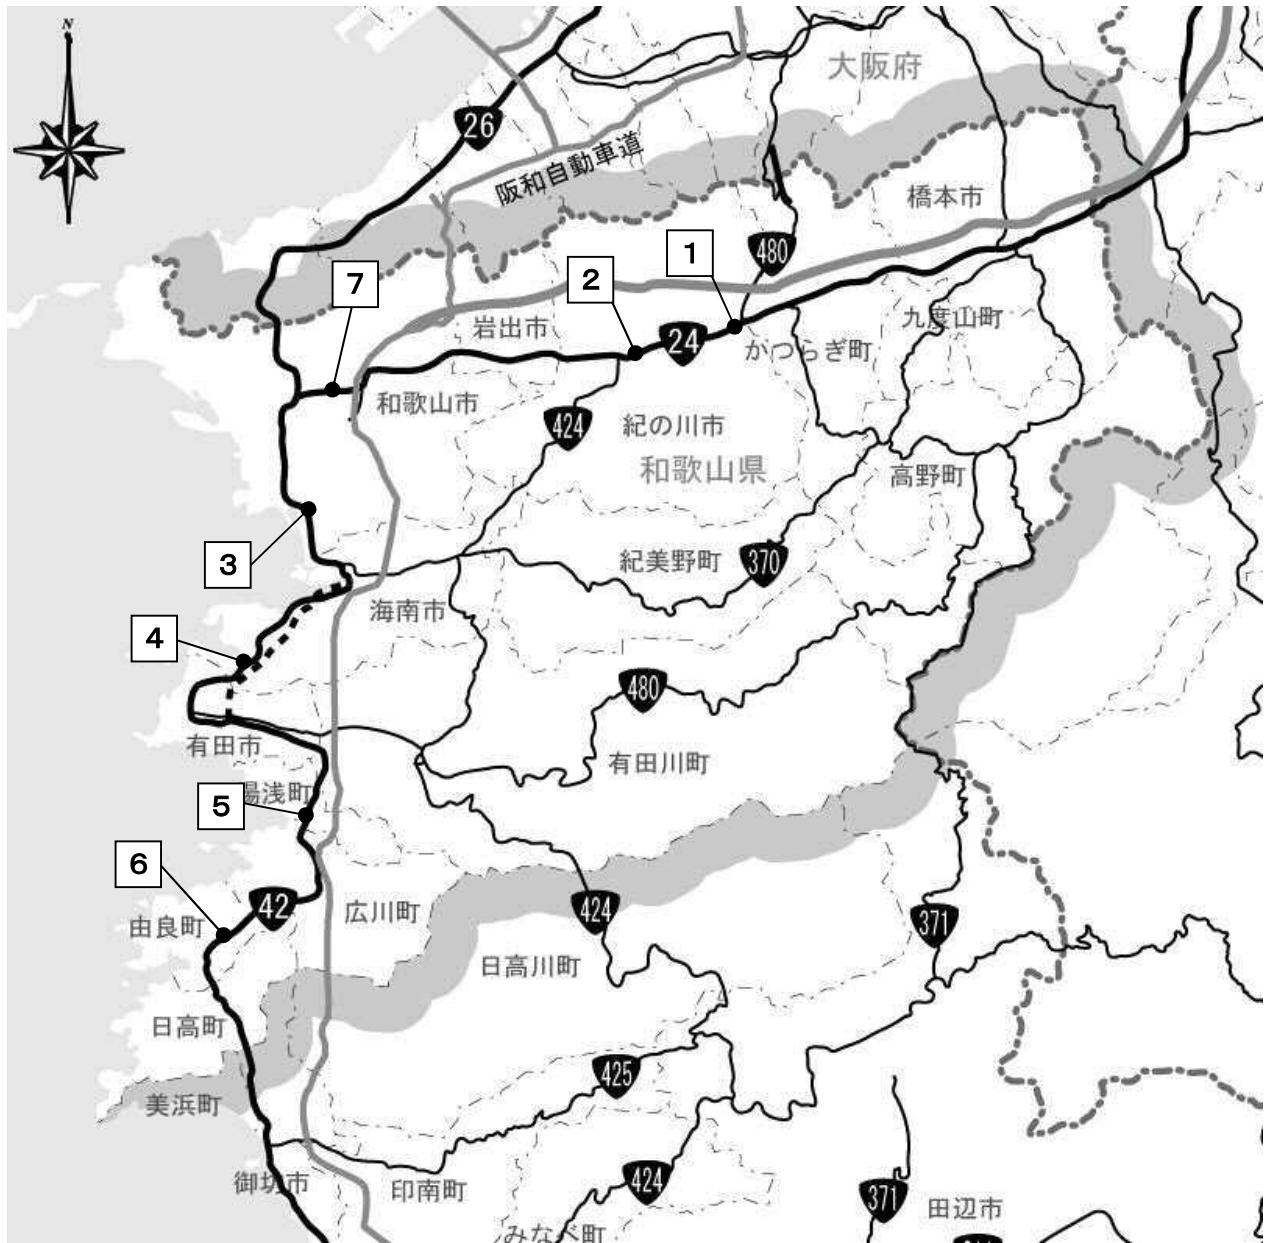 N
大阪府
26
阪和自動車道
橋本市
1
480
2
7
岩出市
九度山町
24
かつらぎ町
和歌山市
424
紀の川市
和歌山県
高野町
3
紀美野町
370
海南市
4
480
有田市
有田川町
湯浅町
5
6
42
広川町
424
371
由良町
日高川町
日高町
425
美浜町
御坊市
印南町
424
371
田辺市
みなべ町